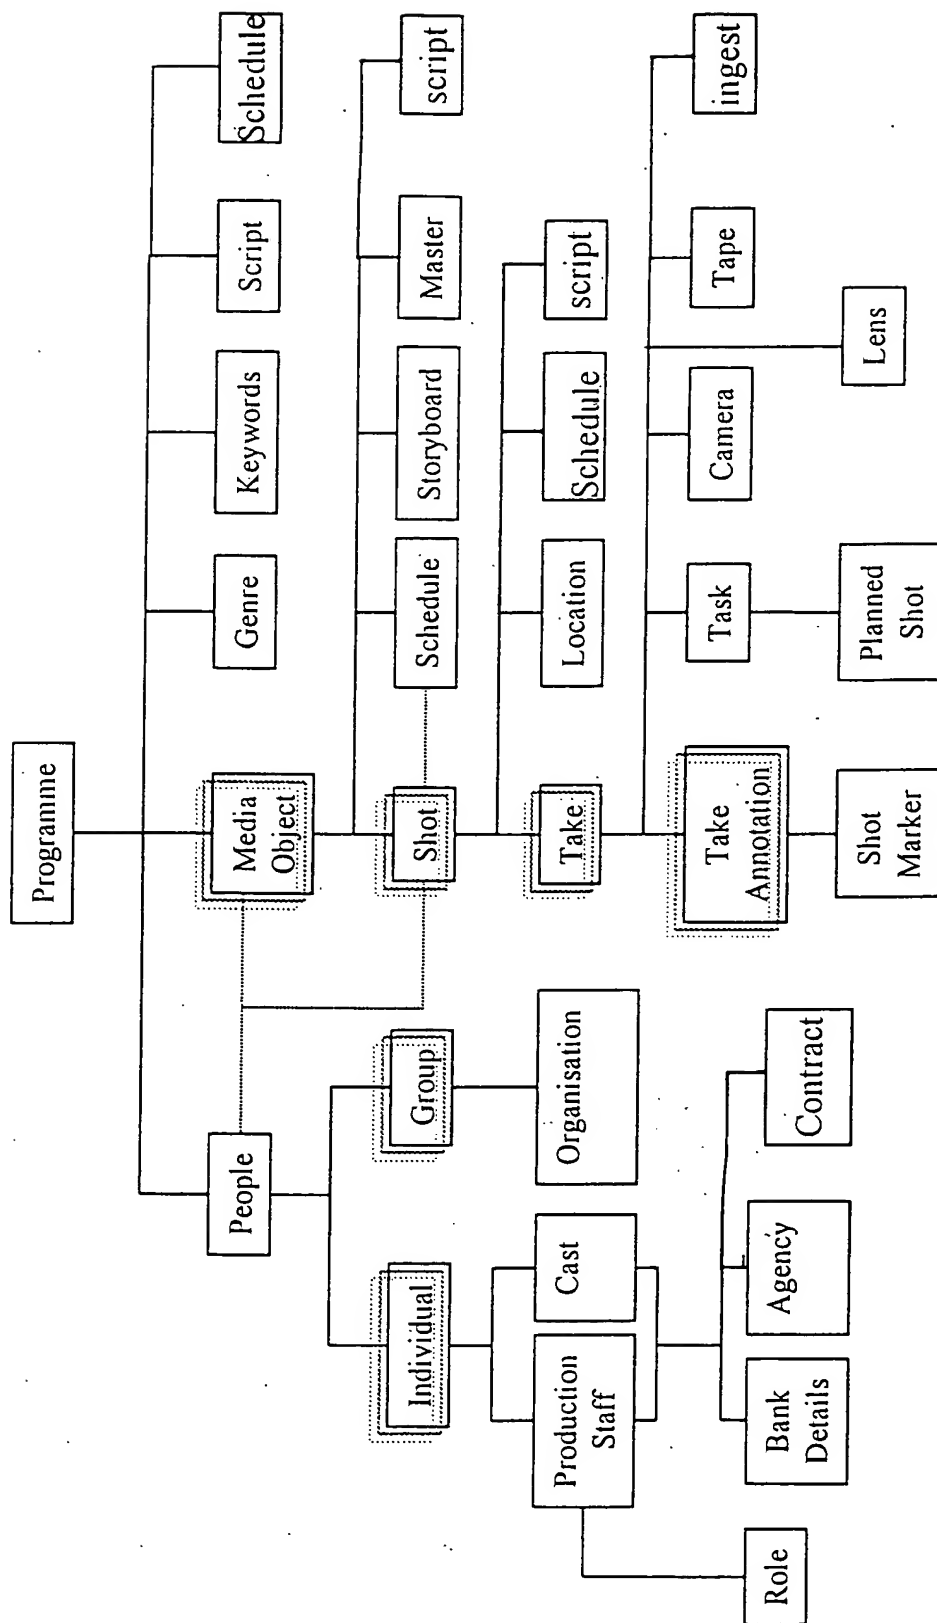 Programme
People
Media
Object
Genre
Keywords
Script
Schedule
Individual
Group
Shot
Schedule
Storyboard
Master
script
Production
Staff
Cast
Organisation
Take
Location
Schedule
script
Role
Bank
Details
Agency
Contract
Take
Annotation
Task
Camera
Tape
ingest
Shot
Marker
Planned
Shot
Lens